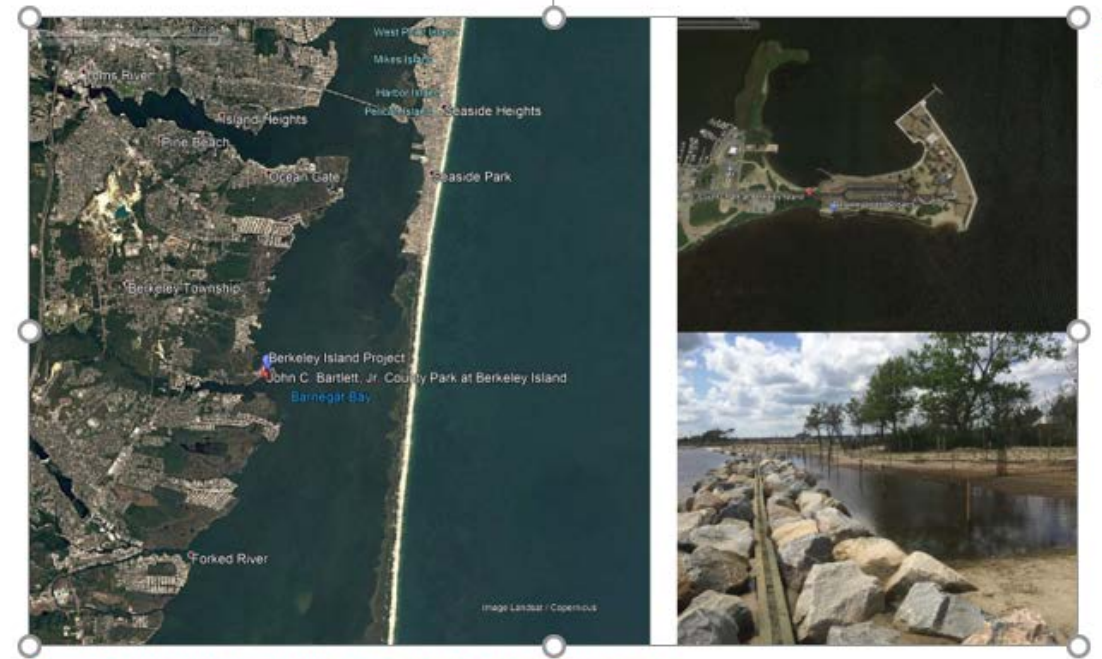 West Point Island
Mikes Island
Toms River
Harbor Island
Pelican Island
Seaside Heights
Island Heights
Pine Beach
Ocean Gate
Seaside Park
Berkeley Township
Berkeley Island Project
John C. Bartlett, Jr. County Park at Berkeley Island
Barnegat Bay
Forked River
Image Landsat / Copernicus